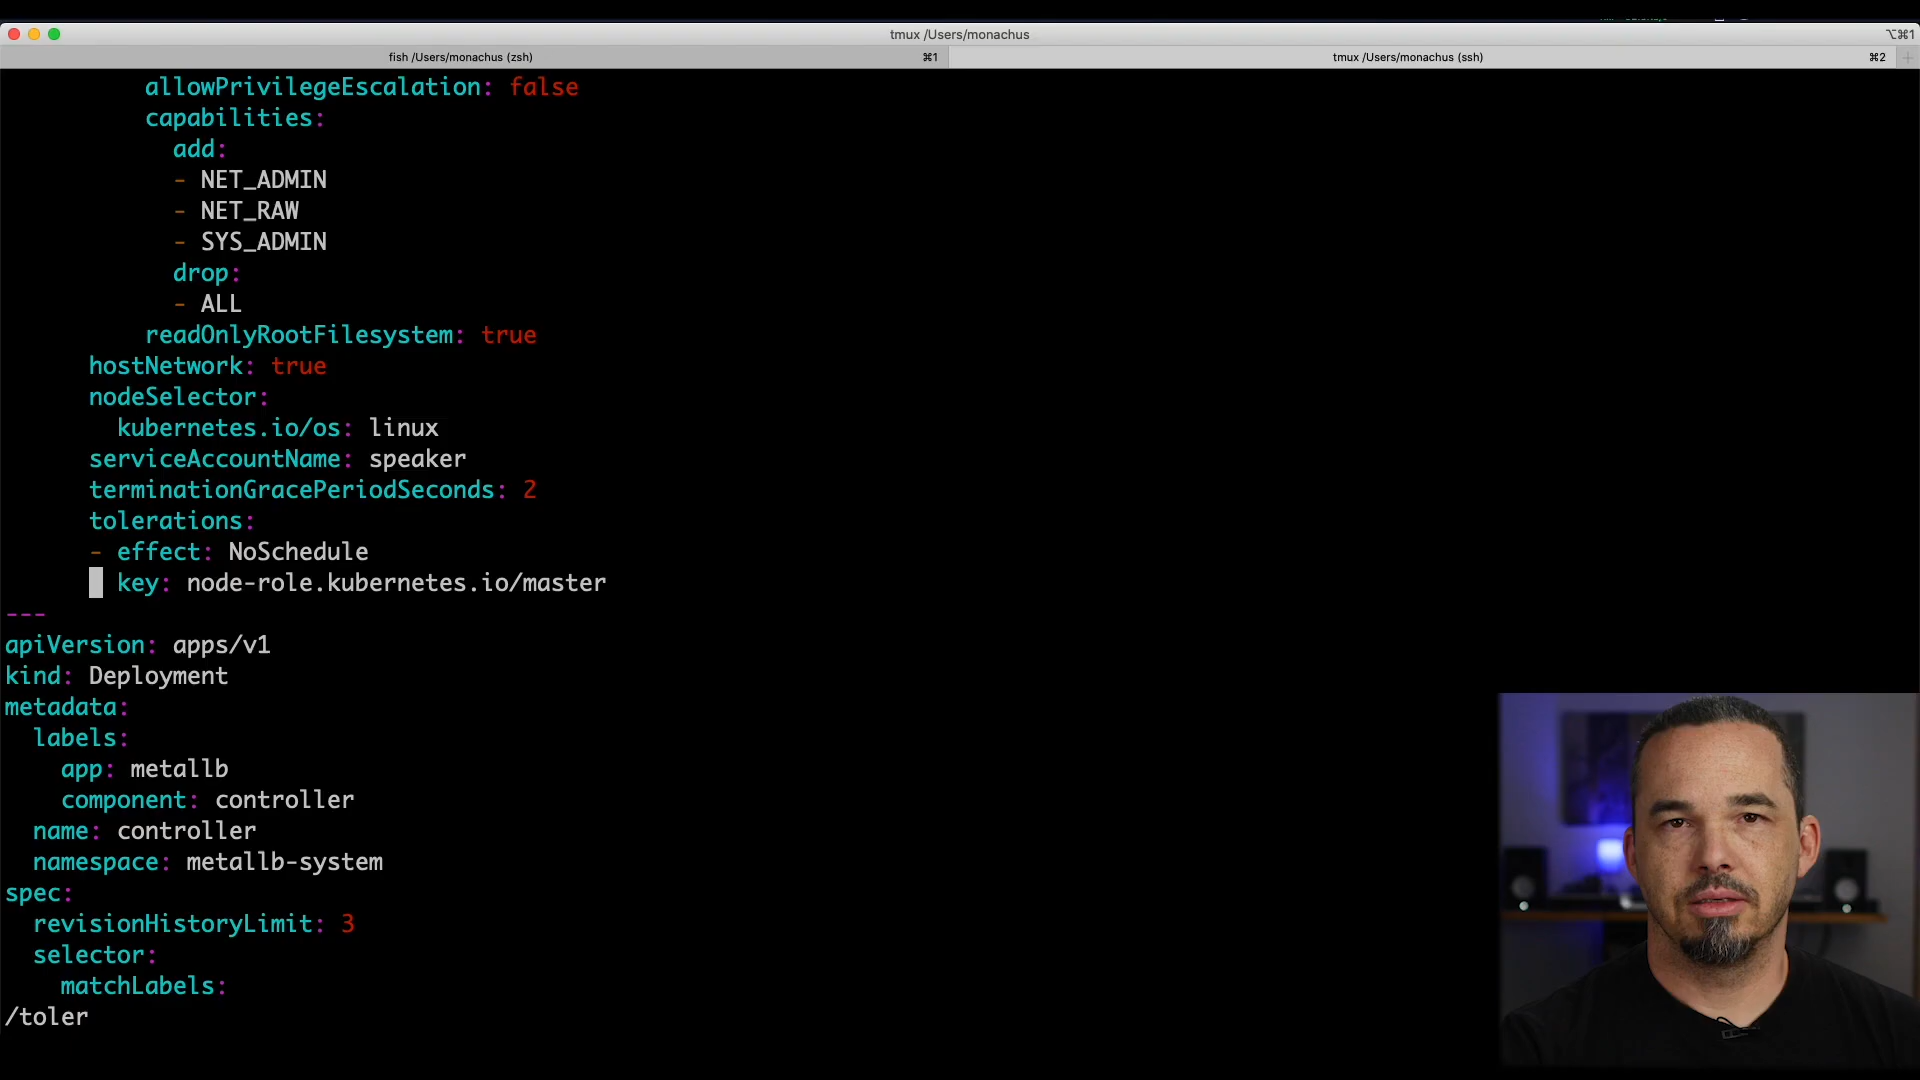 tmux /Users/monachus
⌥⌘1
fish /Users/monachus (zsh)
⌘1
tmux /Users/monachus (ssh)
⌘2
allowPrivilegeEscalation: false
capabilities:
add:
- NET_ADMIN
- NET_RAW
- SYS_ADMIN
drop:
- ALL
readOnlyRootFilesystem: true
hostNetwork: true
nodeSelector:
kubernetes.io/os: linux
serviceAccountName: speaker
terminationGracePeriodSeconds: 2
tolerations:
- effect: NoSchedule
key: node-role.kubernetes.io/master
---
apiVersion: apps/v1
kind: Deployment
metadata:
labels:
app: metallb
component: controller
name: controller
namespace: metallb-system
spec:
revisionHistoryLimit: 3
selector:
matchLabels:
/toler